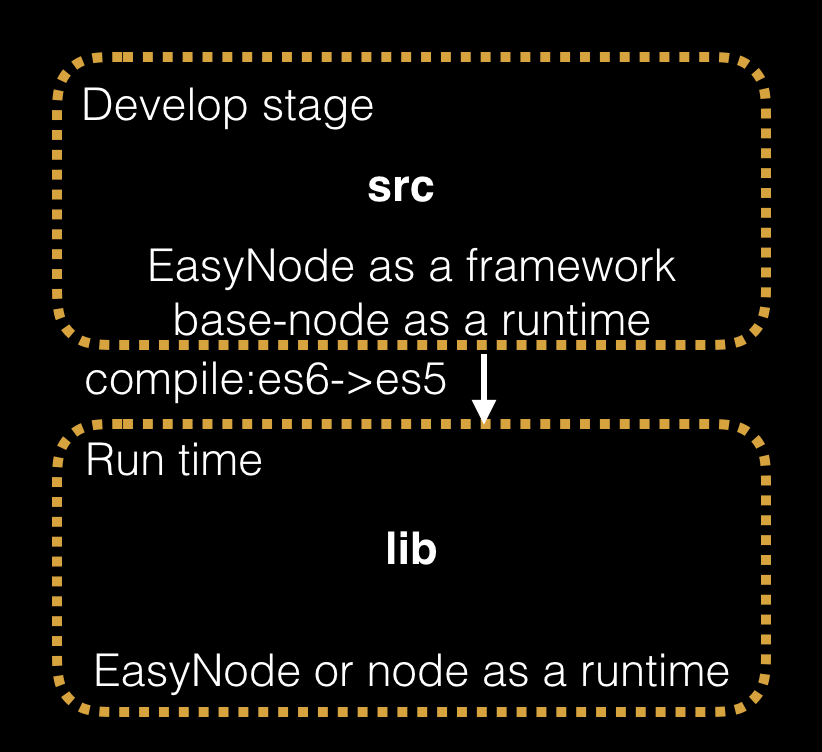 Develop stage
src
EasyNode as a framework
base-node as a runtime
compile:es6->es5
Run time
lib
EasyNode or node as a runtime